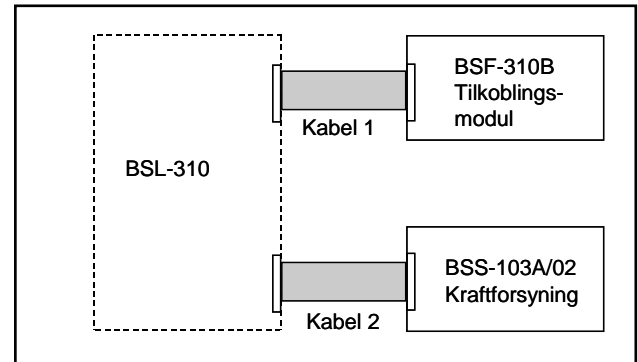 BSL-310
Kabel 1
BSF-310B
Tilkoblings-
modul
Kabel 2
BSS-103A/02
Kraftforsyning